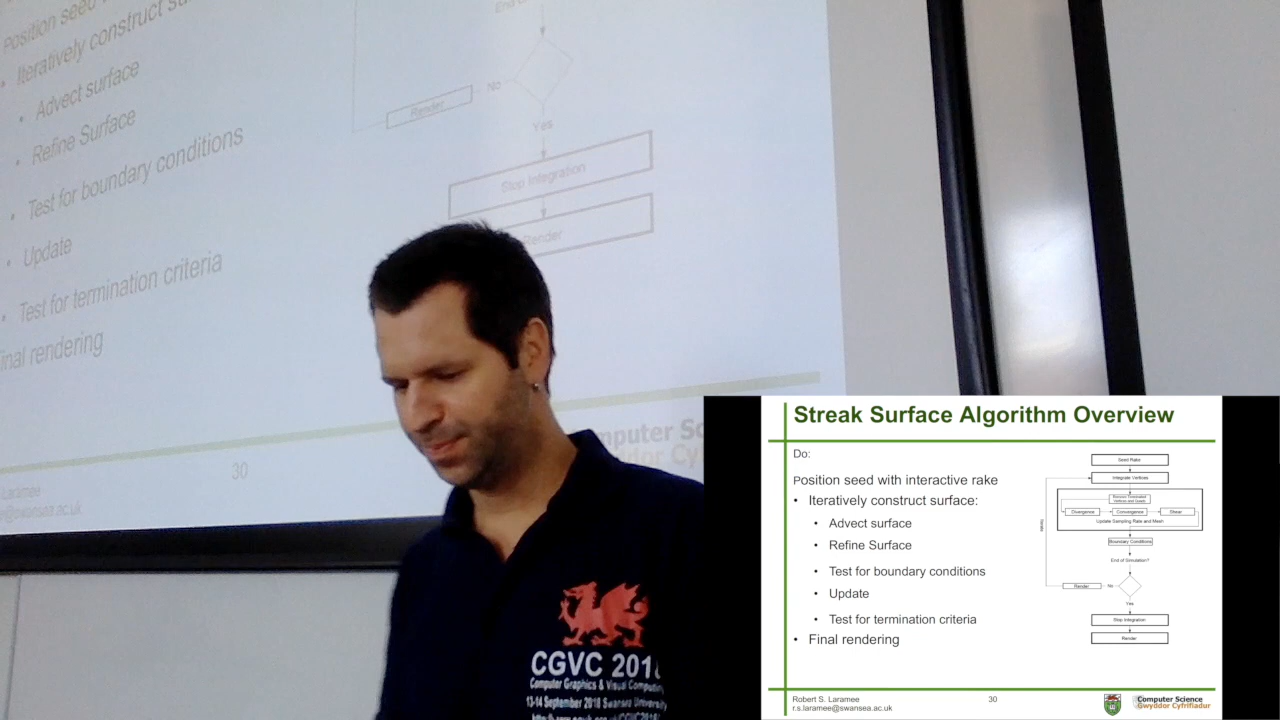 Position seed
• Iteratively construct
• Advect surface
• Refine Surface
• Test for boundary conditions
• Update
• Test for termination criteria
inal rendering
Render
No
Yes
Stop Integration
Render
30
Laramee
mputer Sc
CGVC 201
Computer Graphics & Visual Computin
13-14 September 2018 Swansea University
Streak Surface Algorithm Overview
Do:
Position seed with interactive rake
• Iteratively construct surface:
• Advect surface
• Refine Surface
• Test for boundary conditions
• Update
• Test for termination criteria
• Final rendering
Seed Rake
Integrate Vertices
Divergence
Convergence
Shear
Update Sampling Rate and Mesh
Boundary Conditions
End of Simulation?
Render
No
Yes
Stop Integration
Render
Robert S. Laramee
r.s.laramee@swansea.ac.uk
30
Computer Science
Gwyddor Cyfrifiadur